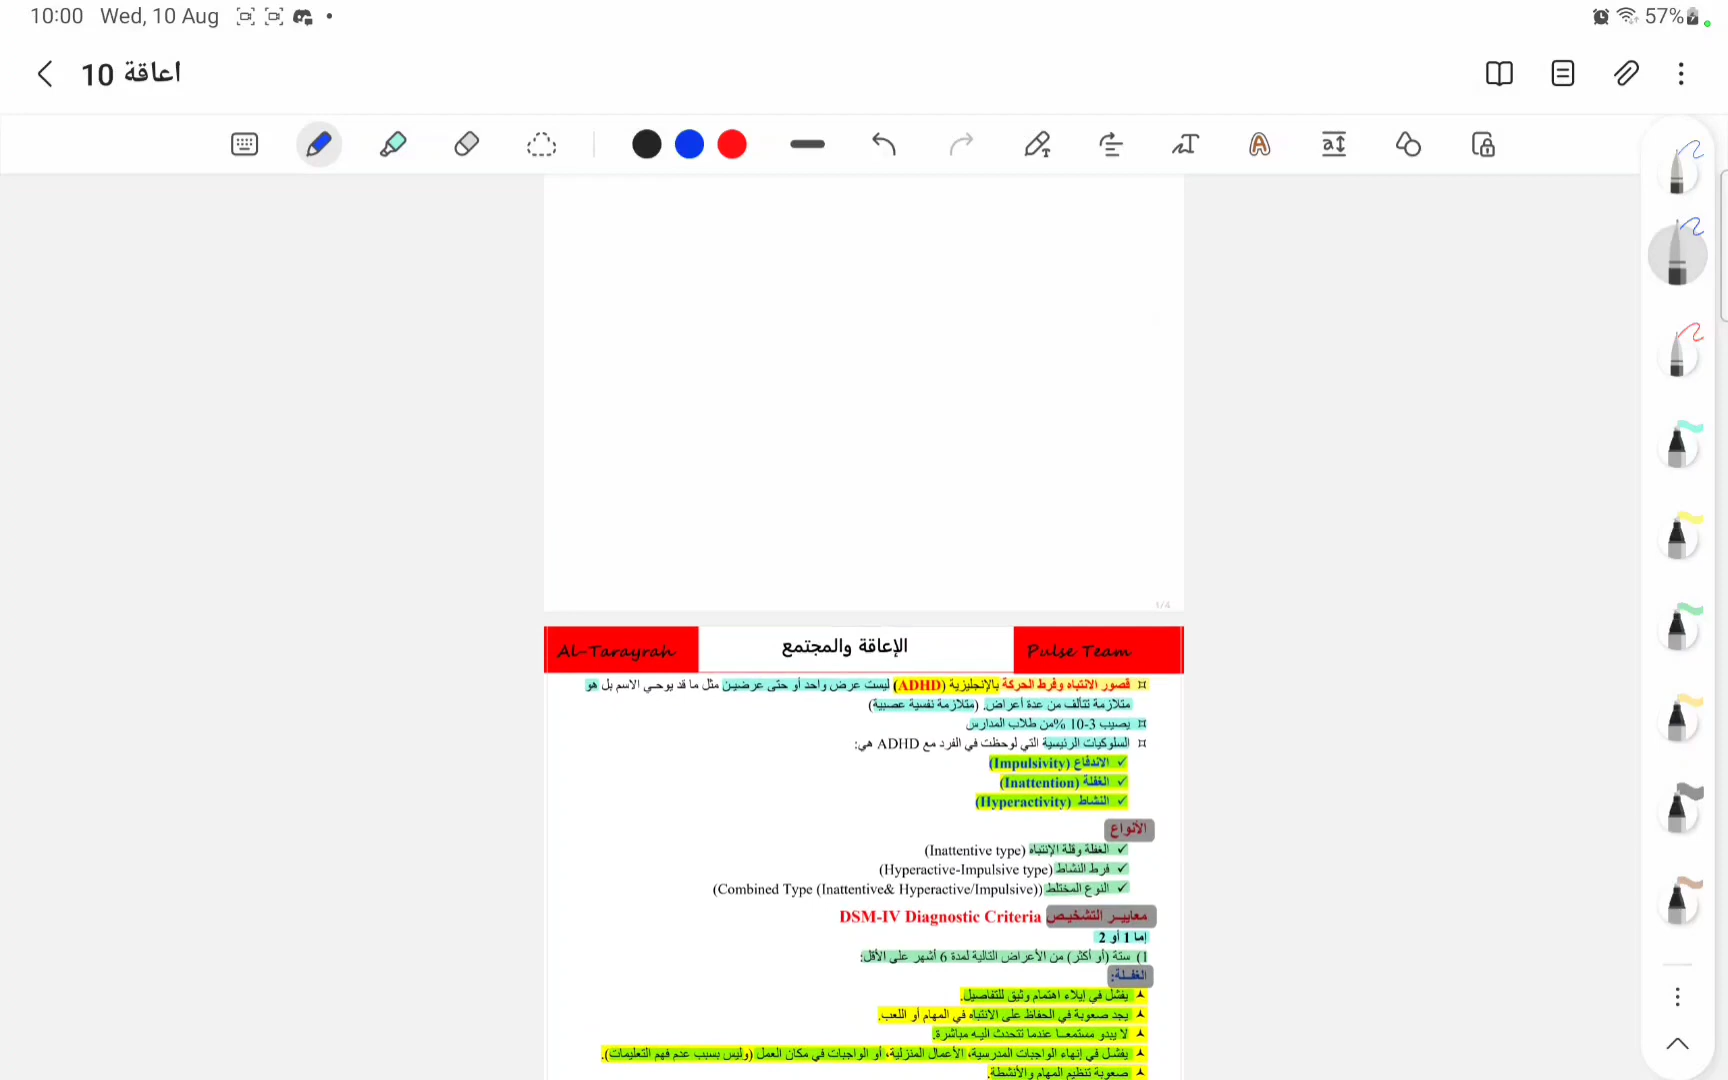 10:00 Wed, 10 Aug
57%
اعاقة 10
1/4
Al-Tarayrah
الإعاقة والمجتمع
Pulse Team
¤ قصور الانتباه وفرط الحركة بالإنجليزية (ADHD) ليست عرض واحد أو حتى عرضين مثل ما قد يوحي الاسم بل هو
متلازمة تتألف من عدة أعراض. (متلازمة نفسية عصبية)
¤ يصيب 3-10 %من طلاب المدارس
¤ السلوكيات الرئيسية التي لوحظت في الفرد مع ADHD هي:
✓ الاندفاع (Impulsivity)
✓ الغفلة (Inattention)
✓ النشاط (Hyperactivity)
الأنواع
✓ الغفلة وقلة الإنتباه (Inattentive type)
✓ فرط النشاط (Hyperactive-Impulsive type)
✓ النوع المختلط (Combined Type (Inattentive& Hyperactive/Impulsive))
معايير التشخيص DSM-IV Diagnostic Criteria
إما 1 أو 2
1) ستة (أو أكثر) من الأعراض التالية لمدة 6 أشهر على الأقل:
الغفلة:
يفشل في إيلاء اهتمام وثيق للتفاصيل.
يجد صعوبة في الحفاظ على الانتباه في المهام أو اللعب.
لا يبدو مستمعا عندما تتحدث اليه مباشرة.
يفشل في إنهاء الواجبات المدرسية، الأعمال المنزلية، أو الواجبات في مكان العمل (وليس بسبب عدم فهم التعليمات).
صعوبة تنظيم المهام والأنشطة.